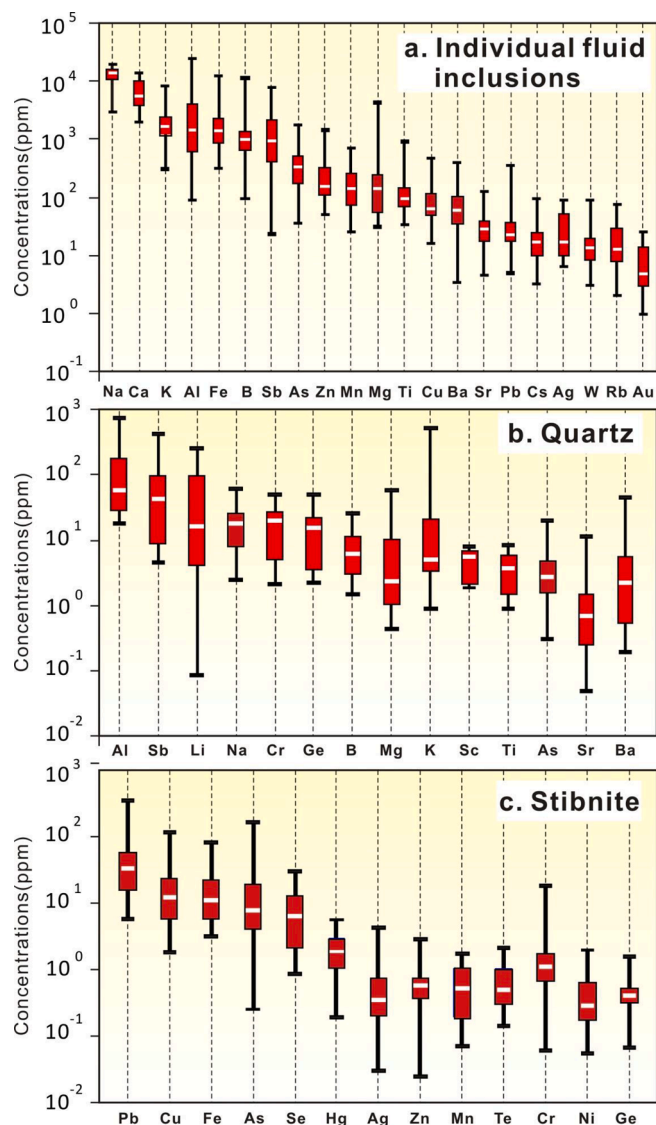 a. Individual fluid
inclusions
Concentrations(ppm)
10^5
10^4
10^3
10^2
10^1
10^0
10^-1
Na Ca K Al Fe B Sb As Zn Mn Mg Ti Cu Ba Sr Pb Cs Ag W Rb Au
b. Quartz
Concentrations(ppm)
10^3
10^2
10^1
10^0
10^-1
10^-2
Al Sb Li Na Cr Ge B Mg K Sc Ti As Sr Ba
c. Stibnite
Concentrations(ppm)
10^3
10^2
10^1
10^0
10^-1
10^-2
Pb Cu Fe As Se Hg Ag Zn Mn Te Cr Ni Ge